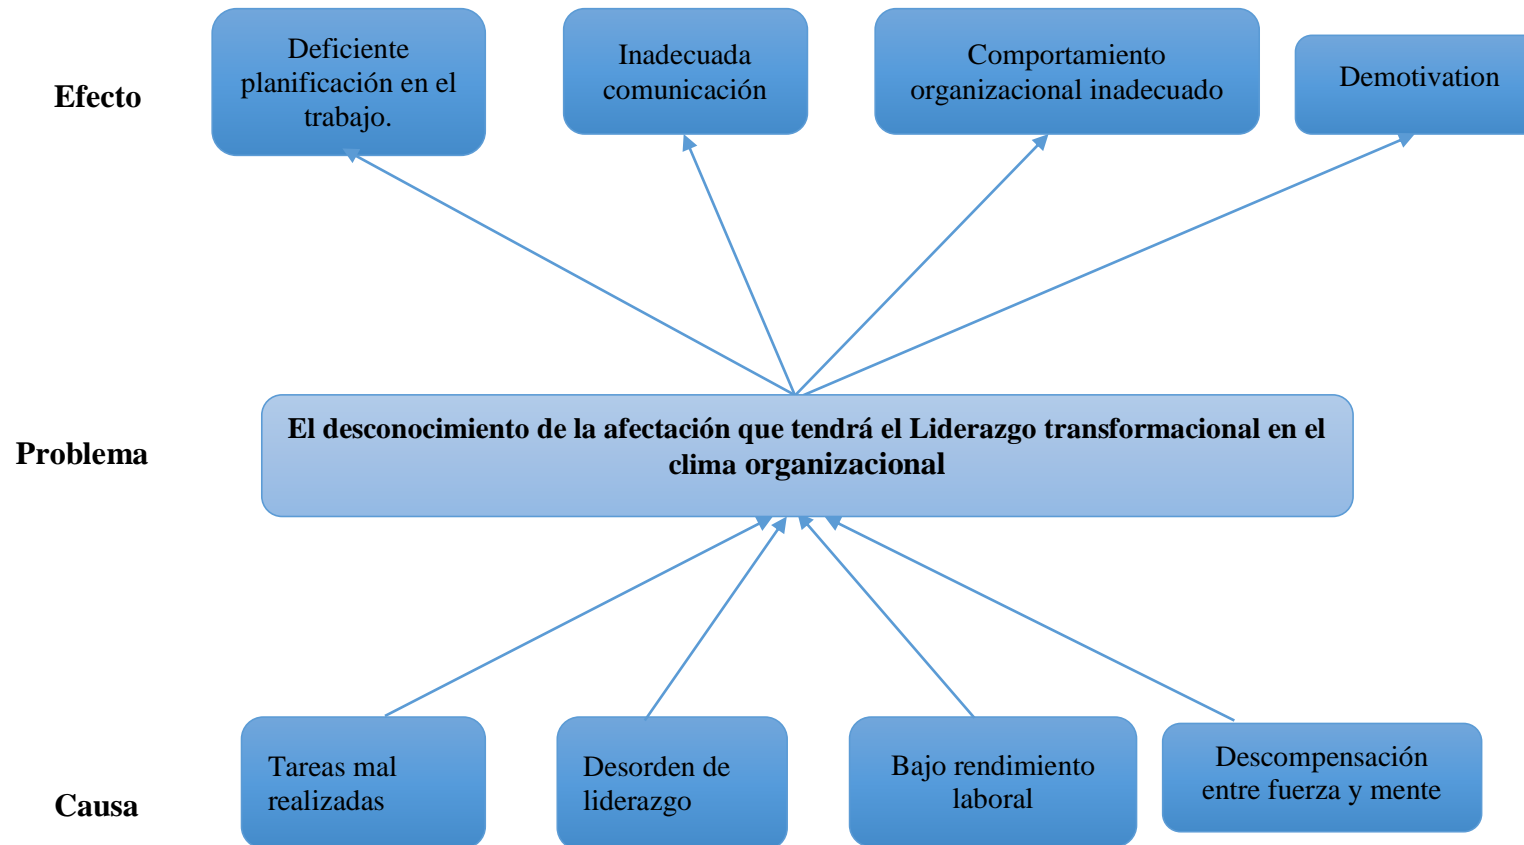 Efecto
Deficiente
planificación en el
trabajo.
Inadecuada
comunicación
Comportamiento
organizacional inadecuado
Demotivation
Problema
El desconocimiento de la afectación que tendrá el Liderazgo transformacional en el
clima organizacional
Causa
Tareas mal
realizadas
Desorden de
liderazgo
Bajo rendimiento
laboral
Descompensación
entre fuerza y mente